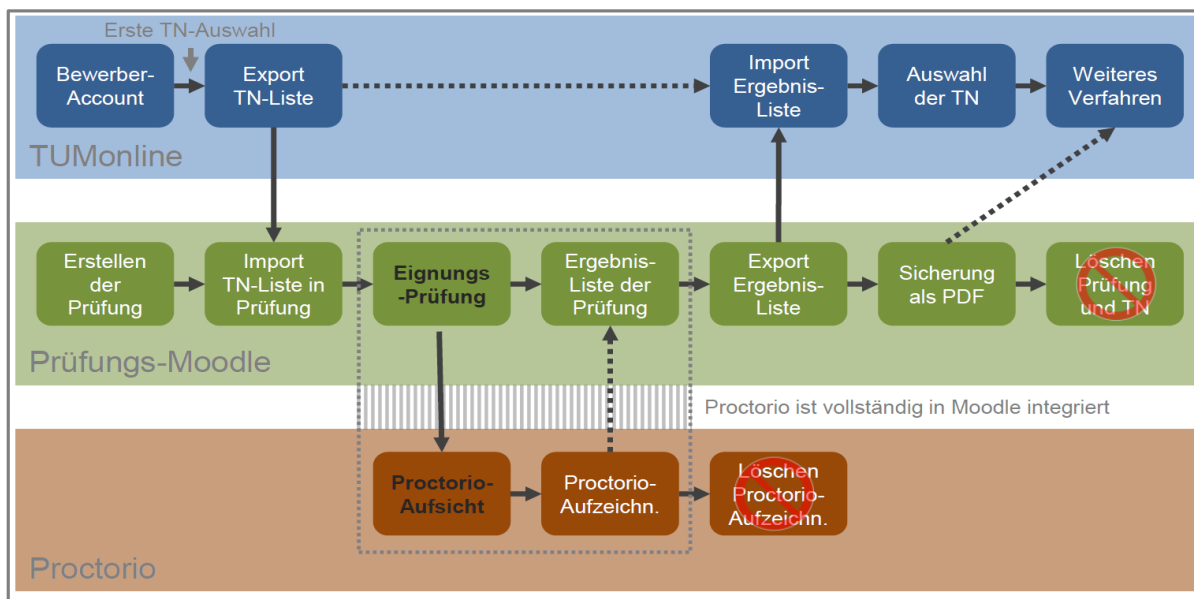 Erste TN-Auswahl
Bewerber-
Account
Export
TN-Liste
Import
Ergebnis-
Liste
Auswahl
der TN
Weiteres
Verfahren
TUMonline
Erstellen
der
Prüfung
Import
TN-Liste in
Prüfung
Eignungs
-Prüfung
Ergebnis-
Liste der
Prüfung
Export
Ergebnis-
Liste
Sicherung
als PDF
Löschen
Prüfung
und TN
Prüfungs-Moodle
Proctorio ist vollständig in Moodle integriert
Proctorio-
Aufsicht
Proctorio-
Aufzeichn.
Löschen
Proctorio-
Aufzeichn.
Proctorio